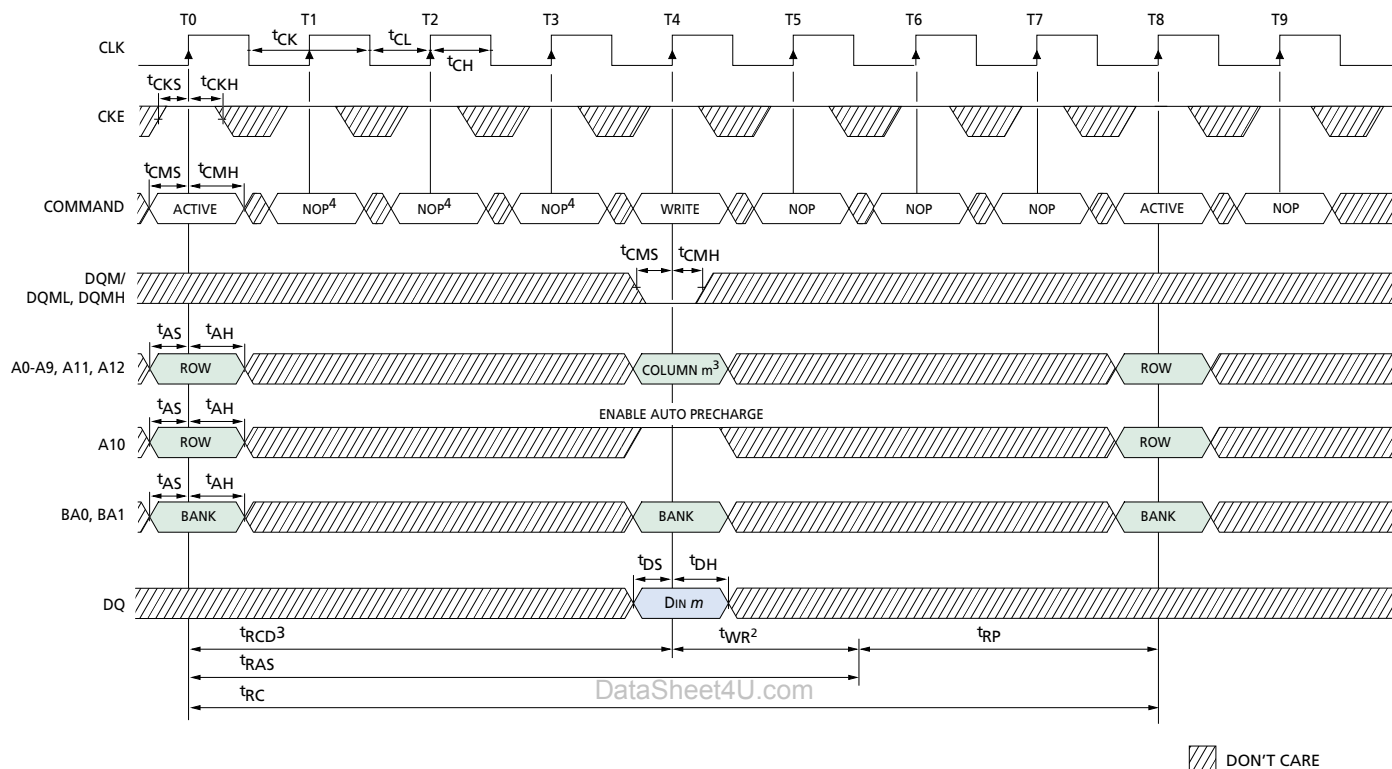 T0 T1 T2 T3 T4 T5 T6 T7 T8 T9
CLK
tCK tCL tCH
tCKS tCKH
CKE
tCMS tCMH
COMMAND ACTIVE NOP4 NOP4 NOP4 WRITE NOP NOP NOP ACTIVE NOP
tCMS tCMH
DQM/
DQML, DQMH
tAS tAH
A0-A9, A11, A12 ROW COLUMN m3 ROW
tAS tAH
ENABLE AUTO PRECHARGE
A10 ROW ROW
tAS tAH
BA0, BA1 BANK BANK BANK
tDS tDH
DQ DIN m
tRCD3 tWR2 tRP
tRAS
DataSheet4U.com
tRC
DON'T CARE